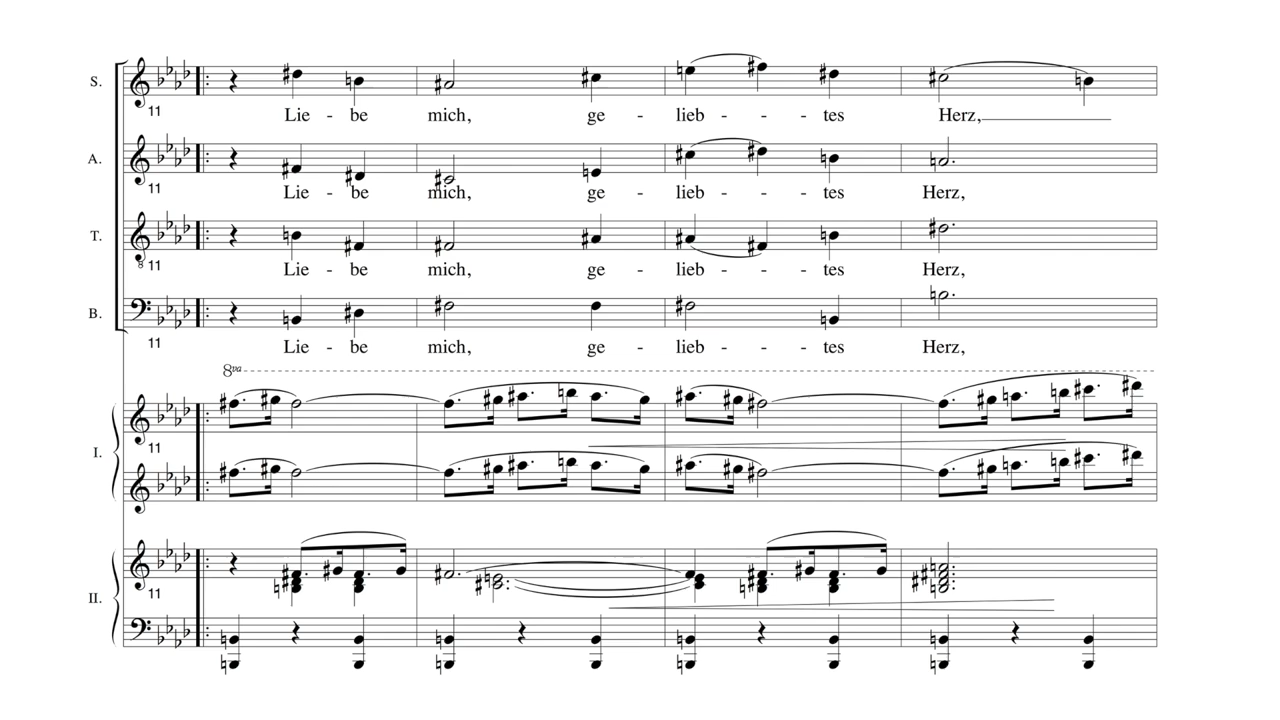 S.
11
Lie - be mich, ge - lieb - - - tes Herz,
A.
11
Lie - be mich, ge - lieb - - - tes Herz,
T.
8
11
Lie - be mich, ge - lieb - - - tes Herz,
B.
11
Lie - be mich, ge - lieb - - - tes Herz,
8va
I.
11
II.
11